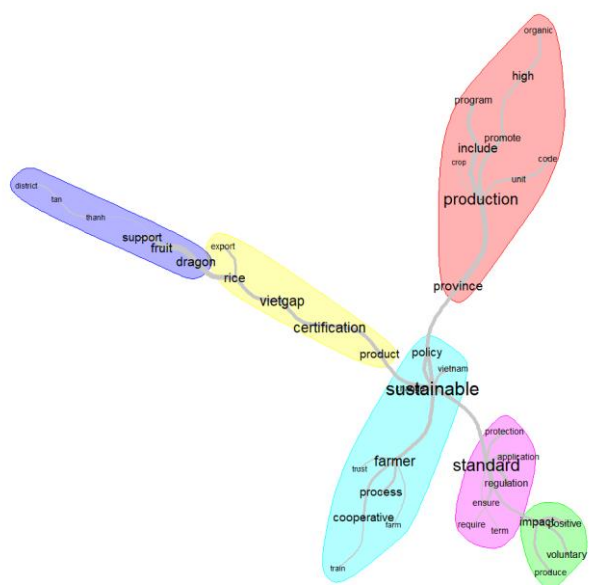 organic
high
program
promote
include
crop
code
unit
production
district
tan
thanh
support
fruit
export
dragon
rice
province
vietgap
certification
product
policy
vietnam
sustainable
protection
application
farmer
standard
trust
regulation
process
ensure
cooperative
farm
require
term
impact
positive
voluntary
train
produce